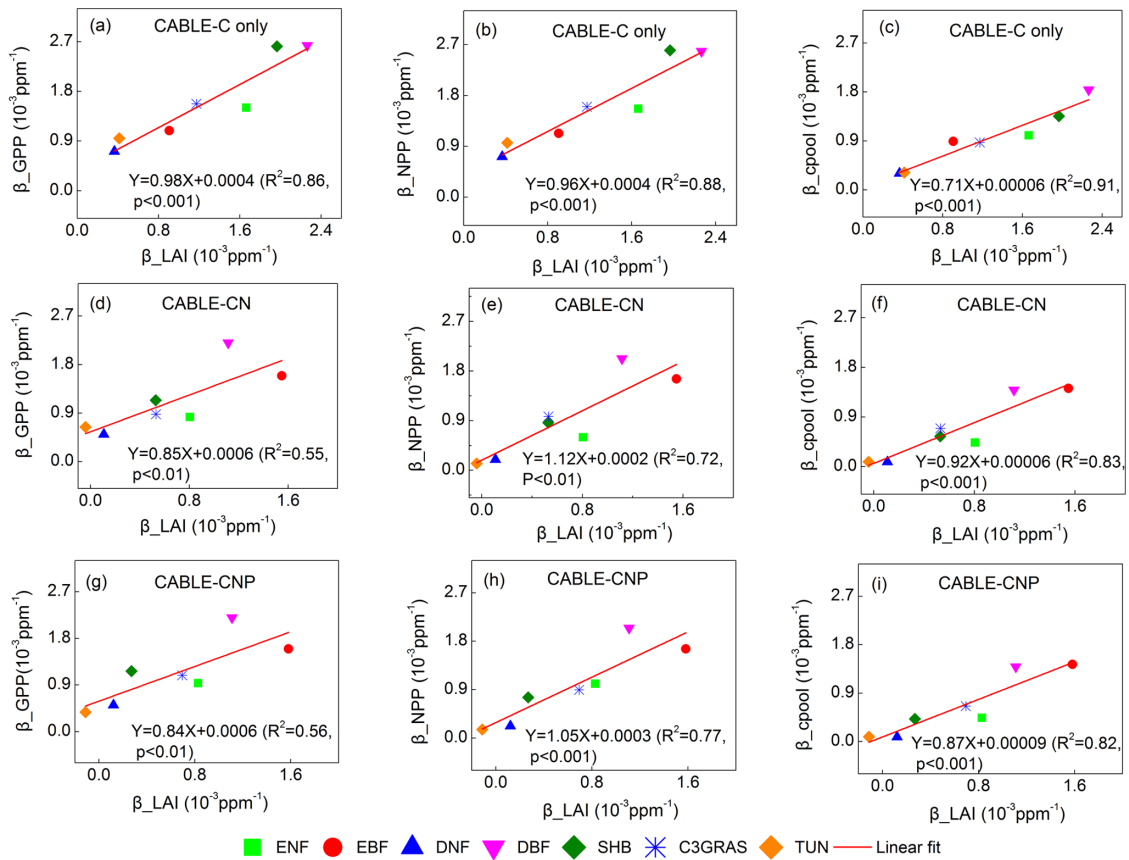 (a) CABLE-C only
β_GPP (10⁻³ppm⁻¹)
2.7
1.8
0.9
0.0
Y=0.98X+0.0004 (R²=0.86,
p<0.001)
0.0 0.8 1.6 2.4
β_LAI (10⁻³ppm⁻¹)
(b) CABLE-C only
β_NPP (10⁻³ppm⁻¹)
2.7
1.8
0.9
0.0
Y=0.96X+0.0004 (R²=0.88,
p<0.001)
0.0 0.8 1.6 2.4
β_LAI (10⁻³ppm⁻¹)
(c) CABLE-C only
β_cpool (10⁻³ppm⁻¹)
2.7
1.8
0.9
0.0
Y=0.71X+0.00006 (R²=0.91,
p<0.001)
0.0 0.8 1.6 2.4
β_LAI (10⁻³ppm⁻¹)
(d) CABLE-CN
β_GPP (10⁻³ppm⁻¹)
2.7
1.8
0.9
0.0
Y=0.85X+0.0006 (R²=0.55,
p<0.01)
0.0 0.8 1.6
β_LAI (10⁻³ppm⁻¹)
(e) CABLE-CN
β_NPP (10⁻³ppm⁻¹)
2.7
1.8
0.9
0.0
Y=1.12X+0.0002 (R²=0.72,
P<0.01)
0.0 0.8 1.6
β_LAI (10⁻³ppm⁻¹)
(f) CABLE-CN
β_cpool (10⁻³ppm⁻¹)
2.7
1.8
0.9
0.0
Y=0.92X+0.00006 (R²=0.83,
p<0.001)
0.0 0.8 1.6
β_LAI (10⁻³ppm⁻¹)
(g) CABLE-CNP
β_GPP(10⁻³ppm⁻¹)
2.7
1.8
0.9
0.0
Y=0.84X+0.0006 (R²=0.56,
p<0.01)
0.0 0.8 1.6
β_LAI (10⁻³ppm⁻¹)
(h) CABLE-CNP
β_NPP (10⁻³ppm⁻¹)
2.7
1.8
0.9
0.0
Y=1.05X+0.0003 (R²=0.77,
p<0.001)
0.0 0.8 1.6
β_LAI (10⁻³ppm⁻¹)
(i) CABLE-CNP
β_cpool (10⁻³ppm⁻¹)
2.7
1.8
0.9
0.0
Y=0.87X+0.00009 (R²=0.82,
p<0.001)
0.0 0.8 1.6
β_LAI (10⁻³ppm⁻¹)
ENF EBF DNF DBF SHB C3GRAS TUN Linear fit